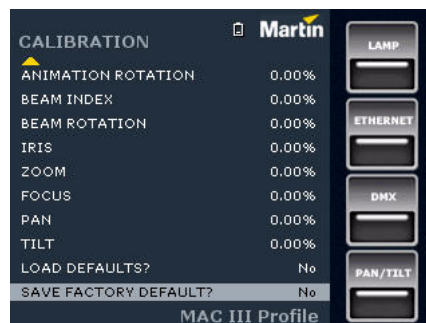 Martin
CALIBRATION
ANIMATION ROTATION 0.00%
BEAM INDEX 0.00%
BEAM ROTATION 0.00%
IRIS 0.00%
ZOOM 0.00%
FOCUS 0.00%
PAN 0.00%
TILT 0.00%
LOAD DEFAULTS? No
SAVE FACTORY DEFAULT? No
MAC III Profile
LAMP
ETHERNET
DMX
PAN/TILT